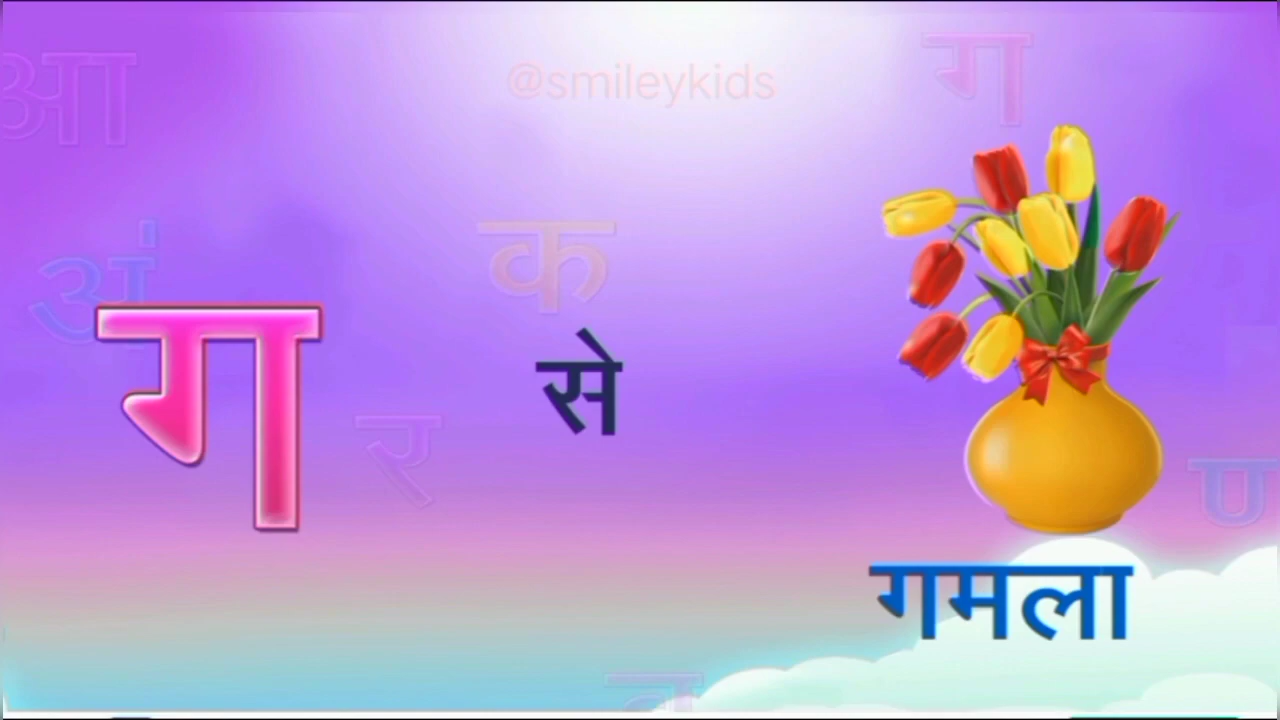 @smileykids
आ
ग
अं
क
ग से
र
ण
गमला